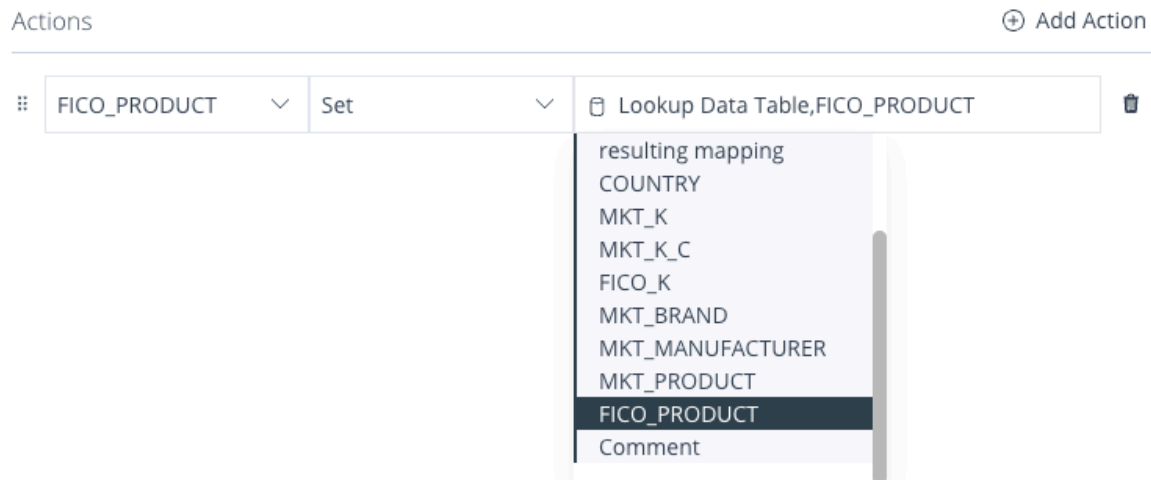 Actions
Add Action
FICO_PRODUCT
Set
Lookup Data Table,FICO_PRODUCT
resulting mapping
COUNTRY
MKT_K
MKT_K_C
FICO_K
MKT_BRAND
MKT_MANUFACTURER
MKT_PRODUCT
FICO_PRODUCT
Comment